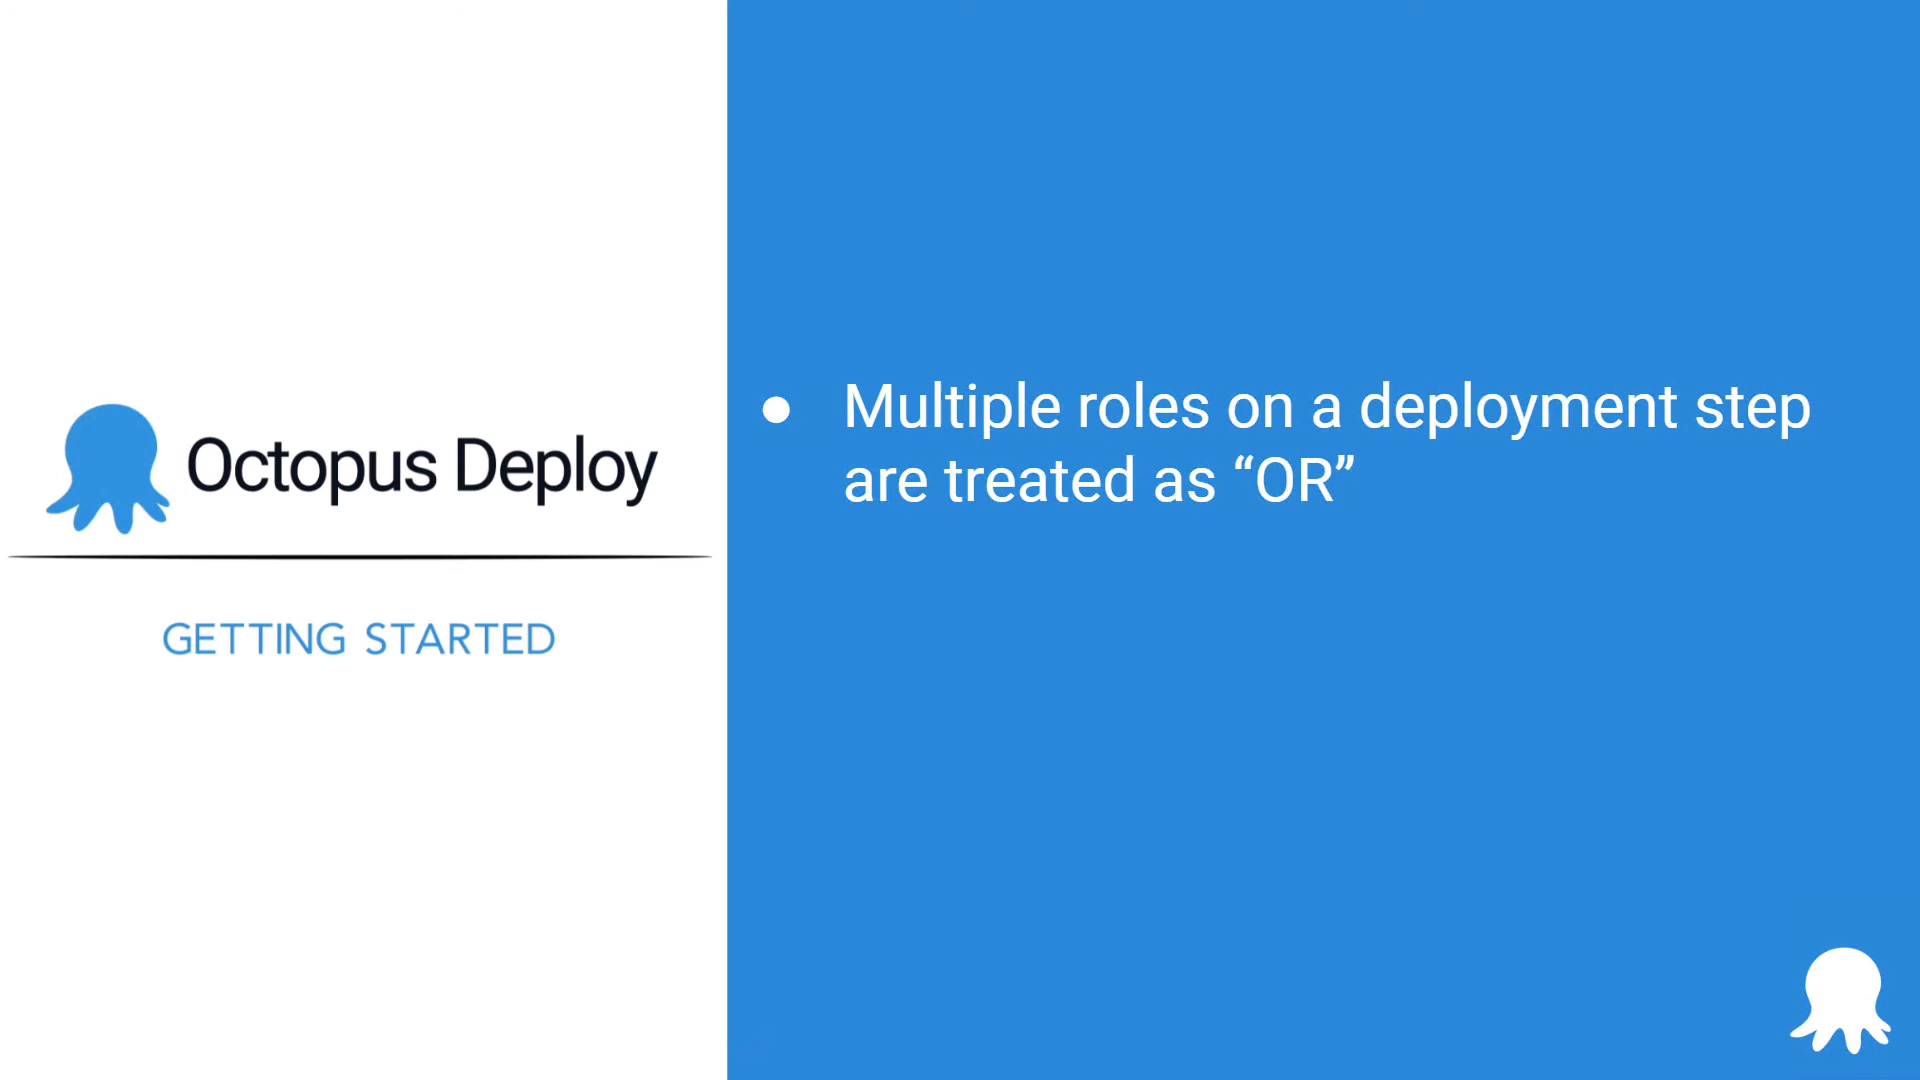 Octopus Deploy
GETTING STARTED
● Multiple roles on a deployment step
are treated as “OR”